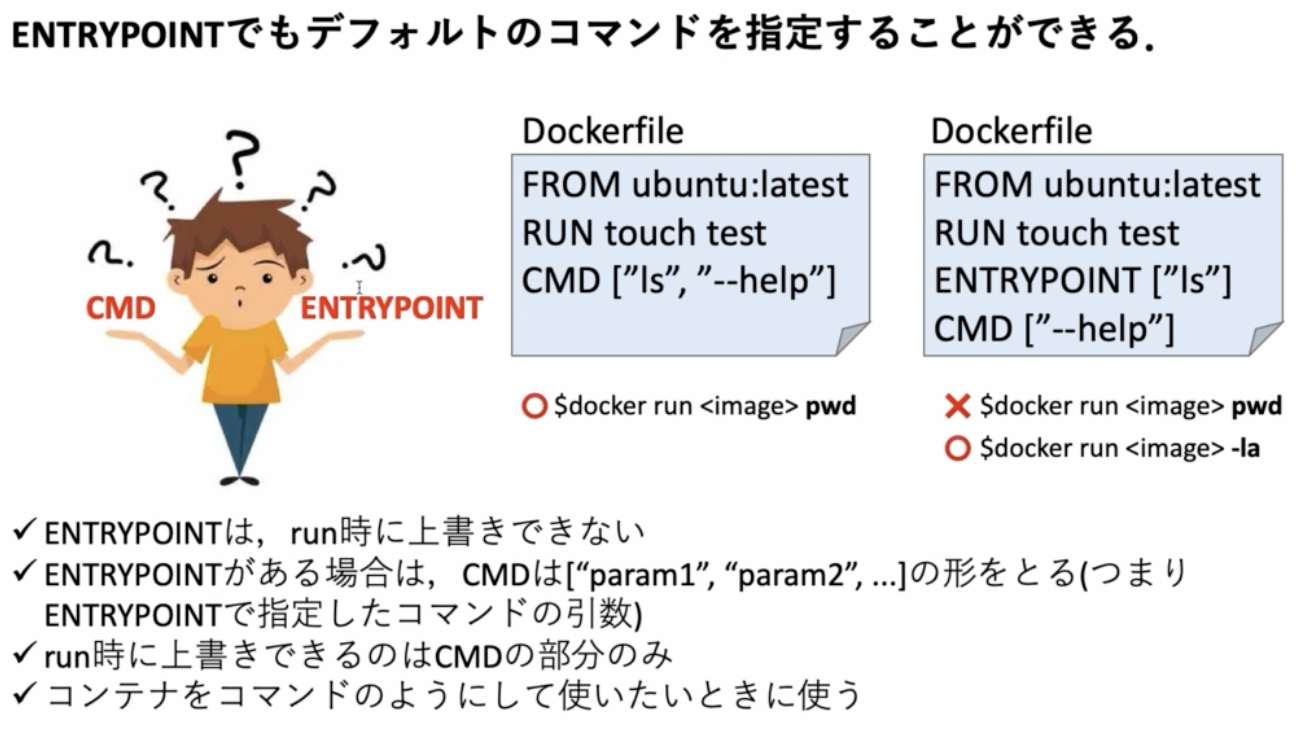 ENTRYPOINTでもデフォルトのコマンドを指定することができる．
? ? ? ? ?
CMD
ENTRYPOINT
Dockerfile
FROM ubuntu:latest
RUN touch test
CMD [”ls”, ”--help”]
$docker run <image> pwd
Dockerfile
FROM ubuntu:latest
RUN touch test
ENTRYPOINT [”ls”]
CMD [”--help”]
$docker run <image> pwd
$docker run <image> -la
✓ ENTRYPOINTは，run時に上書きできない
✓ ENTRYPOINTがある場合は，CMDは[“param1”, “param2”, ...]の形をとる(つまり
ENTRYPOINTで指定したコマンドの引数)
✓ run時に上書きできるのはCMDの部分のみ
✓ コンテナをコマンドのようにして使いたいときに使う